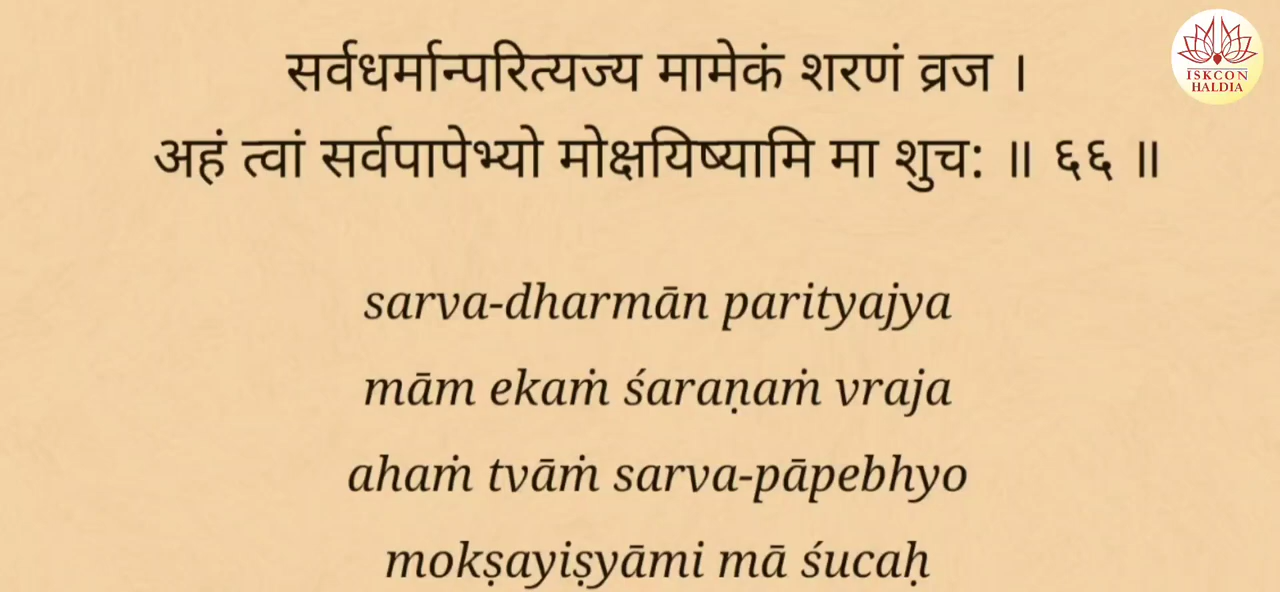 सर्वधर्मान्परित्यज्य मामेकं शरणं व्रज ।
अहं त्वां सर्वपापेभ्यो मोक्षयिष्यामि मा शुच: ॥ ६६ ॥
sarva-dharmān parityajya
mām ekaṁ śaraṇaṁ vraja
ahaṁ tvāṁ sarva-pāpebhyo
mokṣayiṣyāmi mā śucaḥ
ISKCON
HALDIA